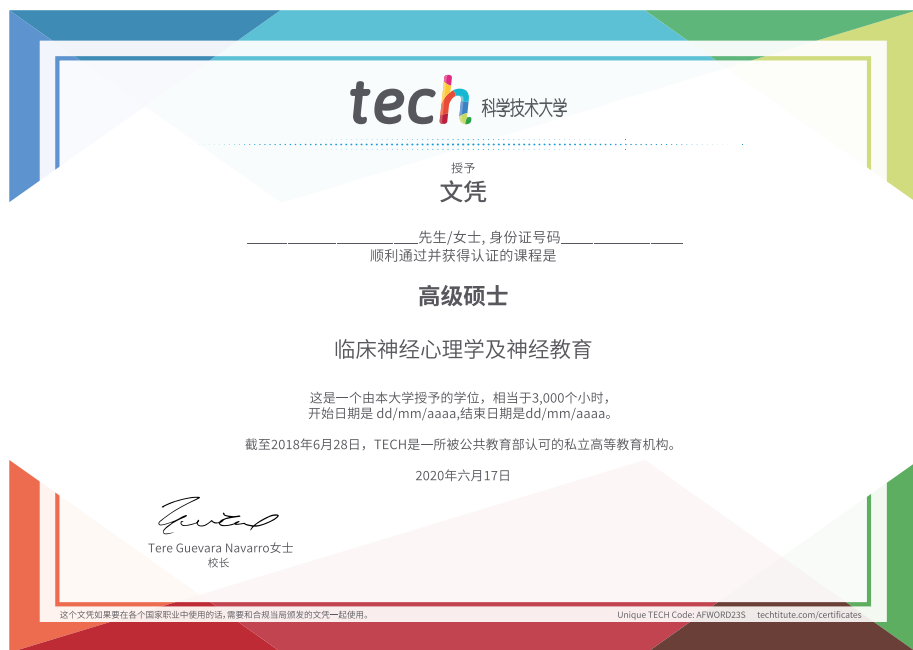 tech 科学技术大学
授予
文凭
____________________先生/女士, 身份证号码______________
顺利通过并获得认证的课程是
高级硕士
临床神经心理学及神经教育
这是一个由本大学授予的学位，相当于3,000个小时，
开始日期是 dd/mm/aaaa,结束日期是dd/mm/aaaa。
截至2018年6月28日，TECH是一所被公共教育部认可的私立高等教育机构。
2020年六月17日
Tere Guevara Navarro女士
校长
这个文凭如果要在各个国家职业中使用的话,需要和合规当局颁发的文凭一起使用。
Unique TECH Code: AFWORD23S techtitute.com/certificates